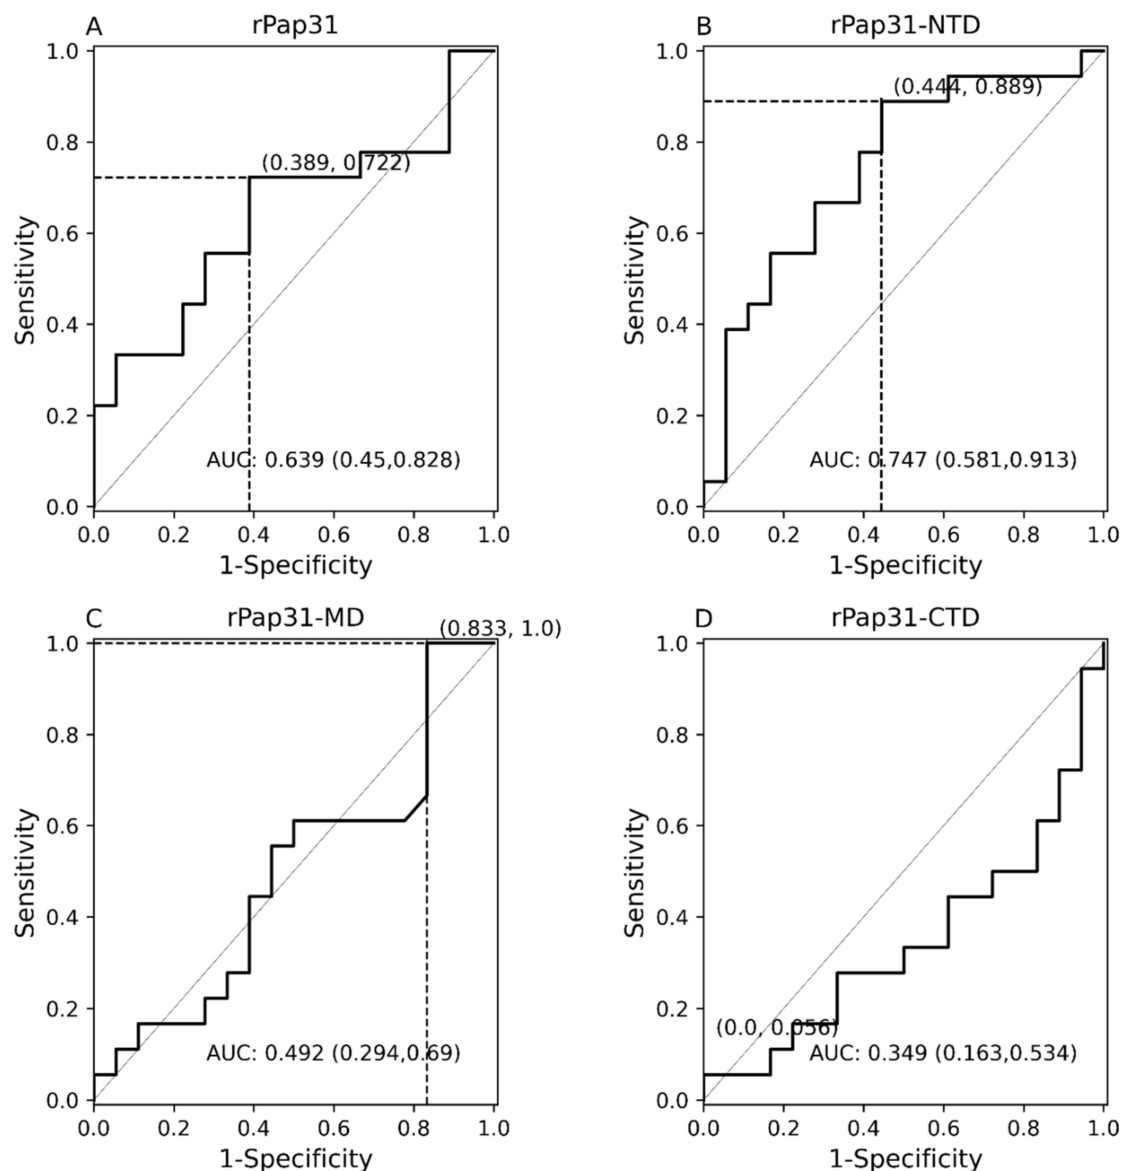 A
rPap31
1.0
0.8
0.6
0.4
0.2
0.0
Sensitivity
(0.389, 0.722)
AUC: 0.639 (0.45,0.828)
0.0 0.2 0.4 0.6 0.8 1.0
1-Specificity
B
rPap31-NTD
1.0
0.8
0.6
0.4
0.2
0.0
Sensitivity
(0.444, 0.889)
AUC: 0.747 (0.581,0.913)
0.0 0.2 0.4 0.6 0.8 1.0
1-Specificity
C
rPap31-MD
1.0
0.8
0.6
0.4
0.2
0.0
Sensitivity
(0.833, 1.0)
AUC: 0.492 (0.294,0.69)
0.0 0.2 0.4 0.6 0.8 1.0
1-Specificity
D
rPap31-CTD
1.0
0.8
0.6
0.4
0.2
0.0
Sensitivity
(0.0, 0.056)
AUC: 0.349 (0.163,0.534)
0.0 0.2 0.4 0.6 0.8 1.0
1-Specificity